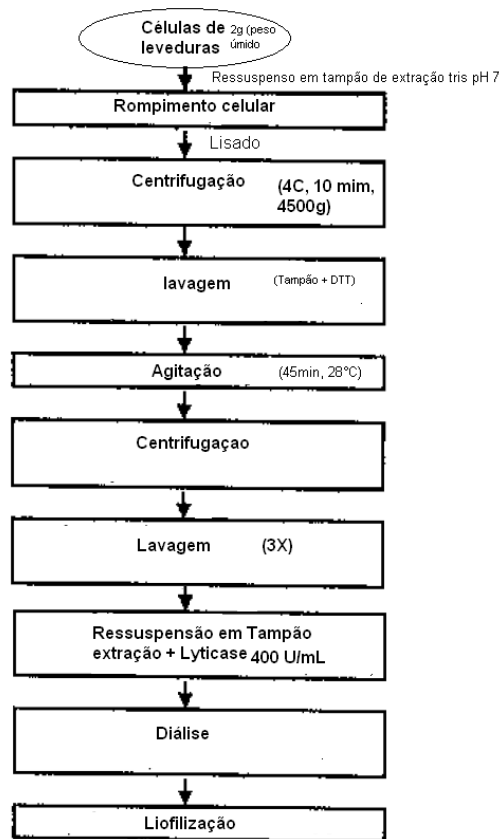 Células de 2g (peso
leveduras úmido
Ressuspenso em tampão de extração tris pH 7
Rompimento celular
Lisado
Centrifugação (4C, 10 mim,
4500g)
lavagem (Tampão + DTT)
Agitação (45min, 28°C)
Centrifugaçao
Lavagem (3X)
Ressuspensão em Tampão
extração + Lyticase 400 U/mL
Diálise
Liofilização